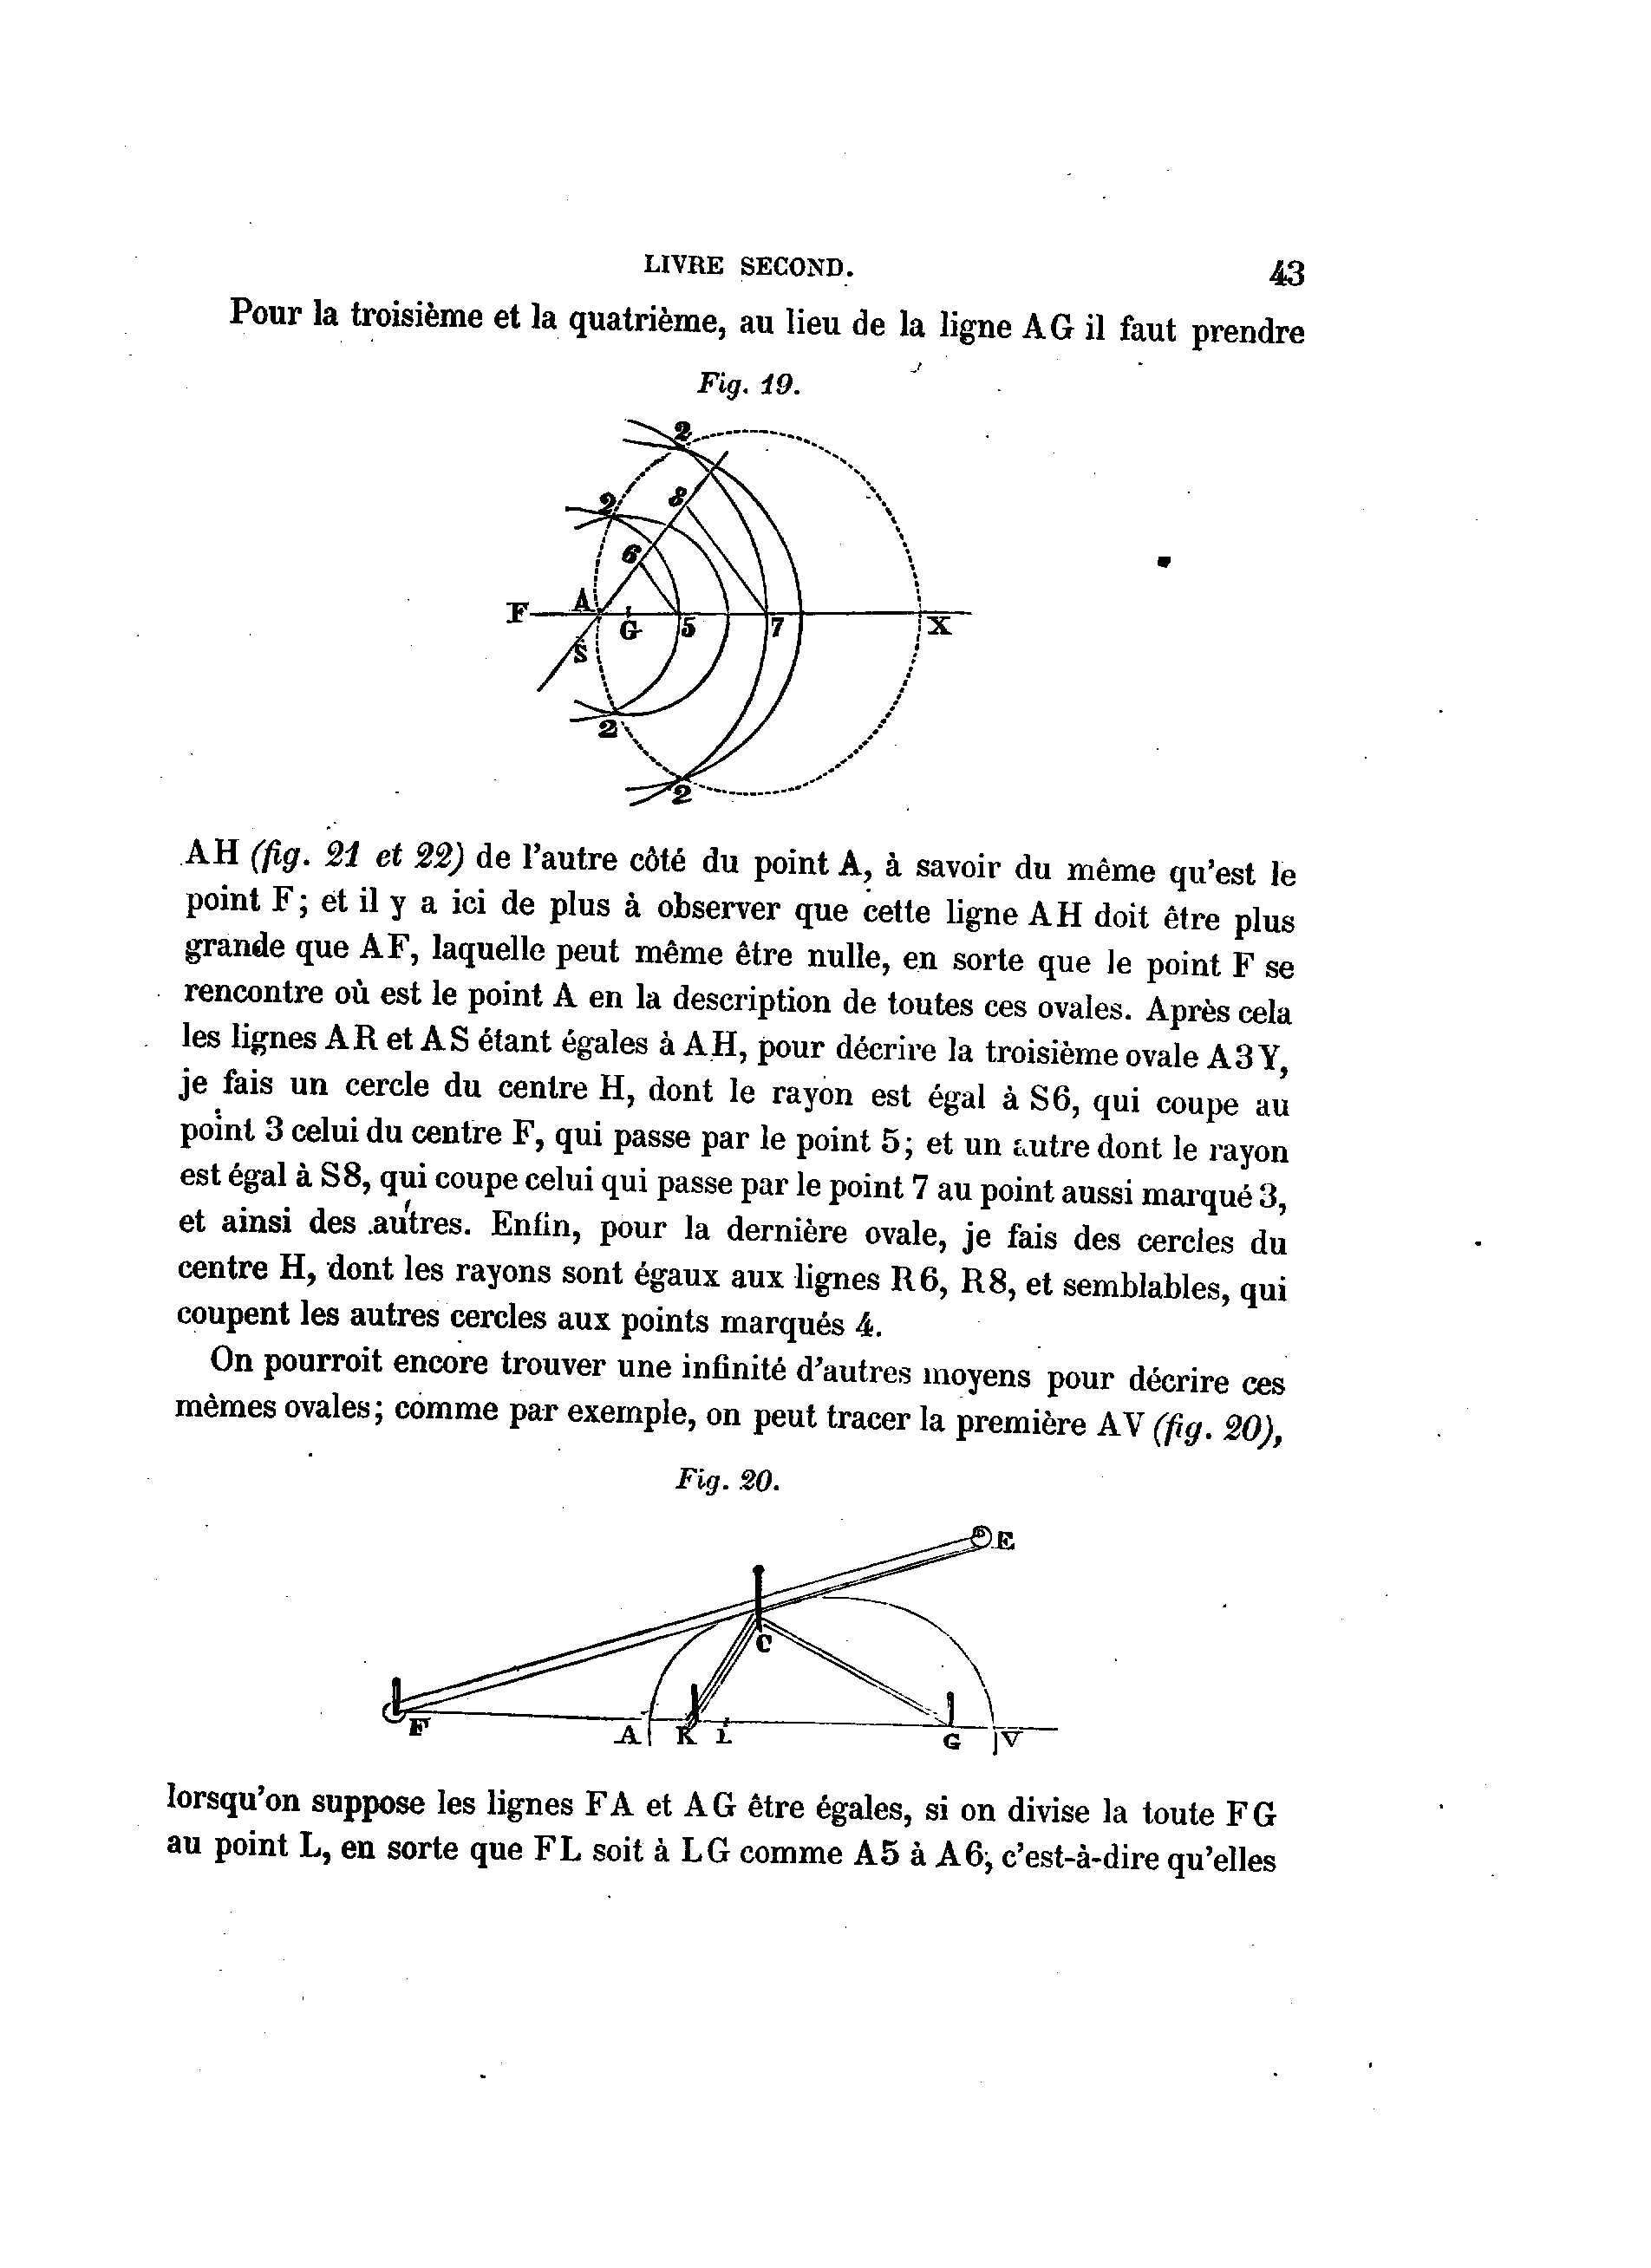 LIVRE SECOND. 43
Pour la troisième et la quatrième, au lieu de la ligne AG il faut prendre
Fig. 19.
2
2
8
6
F A G 5 7 X
S
2
2
AH (fig. 21 et 22) de l'autre côté du point A, à savoir du même qu'est le
point F; et il y a ici de plus à observer que cette ligne AH doit être plus
grande que AF, laquelle peut même être nulle, en sorte que le point F se
rencontre où est le point A en la description de toutes ces ovales. Après cela
les lignes AR et AS étant égales à AH, pour décrire la troisième ovale A3Y,
je fais un cercle du centre H, dont le rayon est égal à S6, qui coupe au
point 3 celui du centre F, qui passe par le point 5; et un autre dont le rayon
est égal à S8, qui coupe celui qui passe par le point 7 au point aussi marqué 3,
et ainsi des autres. Enfin, pour la dernière ovale, je fais des cercles du
centre H, dont les rayons sont égaux aux lignes R6, R8, et semblables, qui
coupent les autres cercles aux points marqués 4.
On pourroit encore trouver une infinité d'autres moyens pour décrire ces
mêmes ovales; comme par exemple, on peut tracer la première AV (fig. 20),
Fig. 20.
E
C
F A K L G V
lorsqu'on suppose les lignes FA et AG être égales, si on divise la toute FG
au point L, en sorte que FL soit à LG comme A5 à A6, c'est-à-dire qu'elles